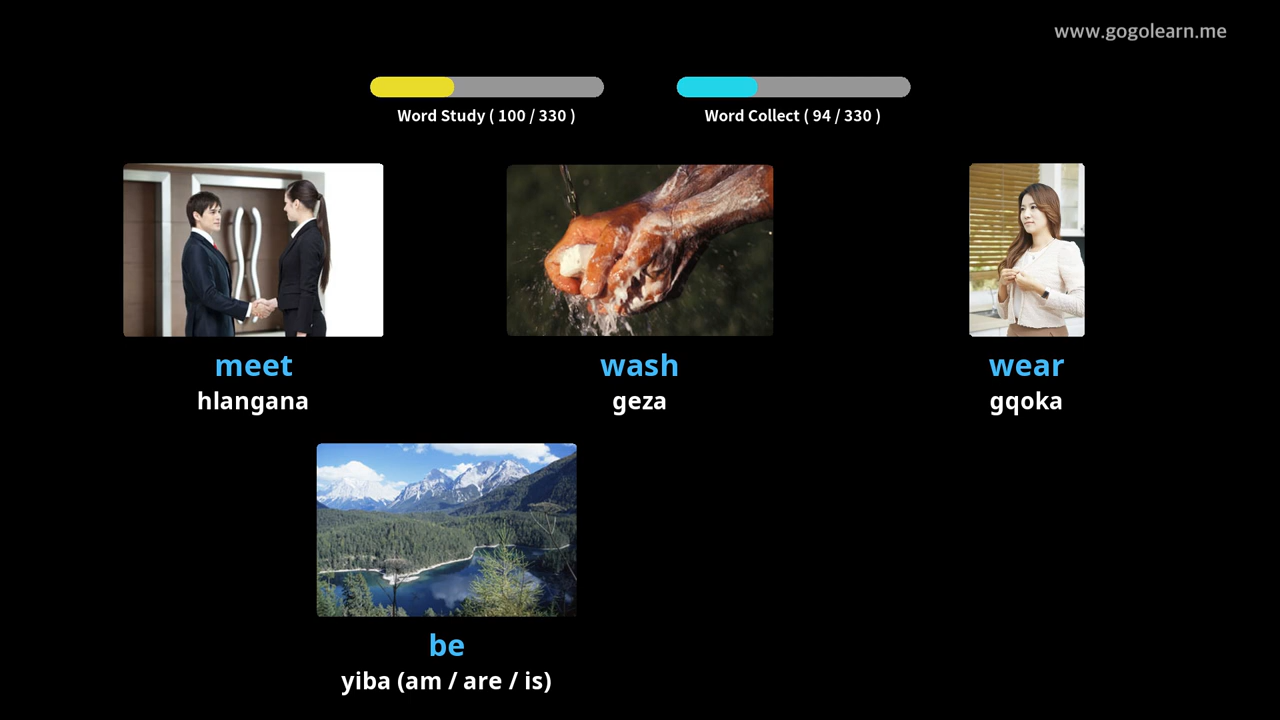 www.gogolearn.me
Word Study ( 100 / 330 )
Word Collect ( 94 / 330 )
meet
hlangana
wash
geza
wear
gqoka
be
yiba (am / are / is)